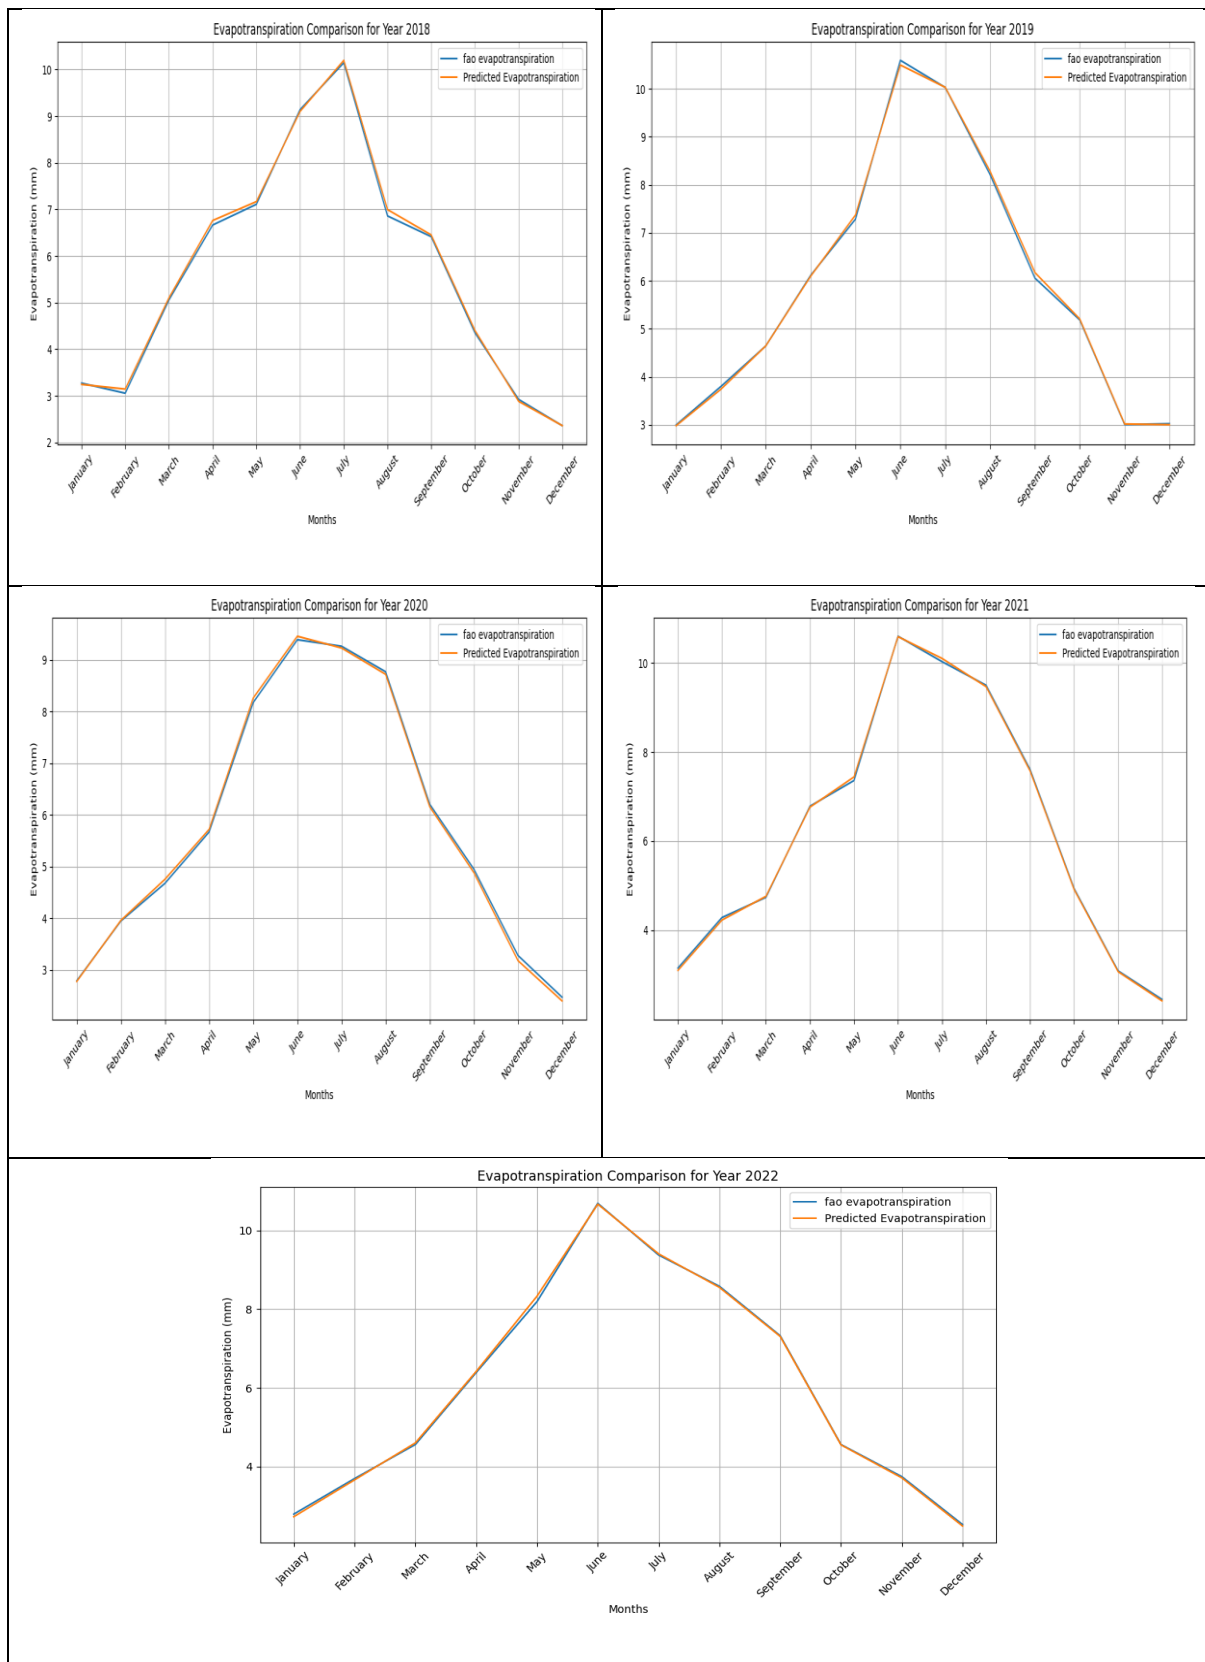 Evapotranspiration Comparison for Year 2018
fao evapotranspiration
Predicted Evapotranspiration
Evapotranspiration (mm)
10
9
8
7
6
5
4
3
2
January
February
March
April
May
June
July
August
September
October
November
December
Months
Evapotranspiration Comparison for Year 2019
fao evapotranspiration
Predicted Evapotranspiration
Evapotranspiration (mm)
10
9
8
7
6
5
4
3
January
February
March
April
May
June
July
August
September
October
November
December
Months
Evapotranspiration Comparison for Year 2020
fao evapotranspiration
Predicted Evapotranspiration
Evapotranspiration (mm)
9
8
7
6
5
4
3
January
February
March
April
May
June
July
August
September
October
November
December
Months
Evapotranspiration Comparison for Year 2021
fao evapotranspiration
Predicted Evapotranspiration
Evapotranspiration (mm)
10
8
6
4
January
February
March
April
May
June
July
August
September
October
November
December
Months
Evapotranspiration Comparison for Year 2022
fao evapotranspiration
Predicted Evapotranspiration
Evapotranspiration (mm)
10
8
6
4
January
February
March
April
May
June
July
August
September
October
November
December
Months